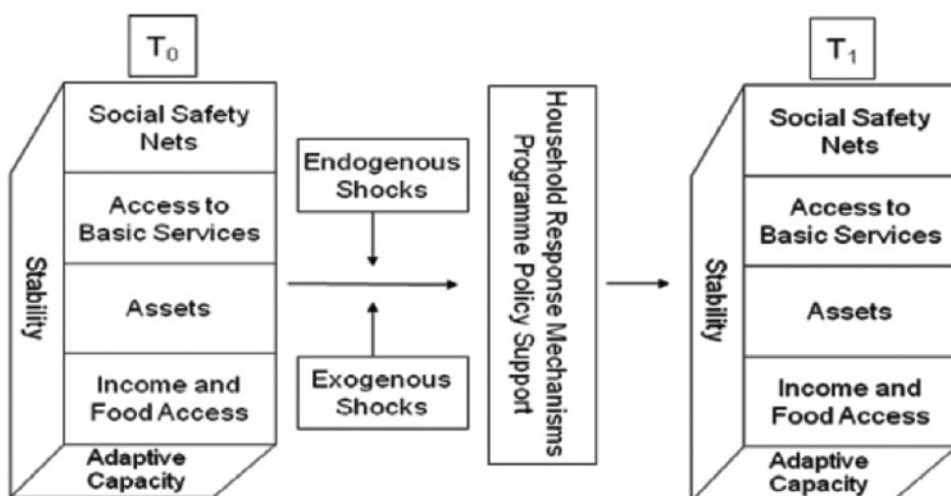 T0
Social Safety
Nets
Access to
Basic Services
Assets
Income and
Food Access
Stability
Adaptive
Capacity
Endogenous
Shocks
Exogenous
Shocks
Household Response Mechanisms
Programme Policy Support
T1
Social Safety
Nets
Access to
Basic Services
Assets
Income and
Food Access
Stability
Adaptive
Capacity